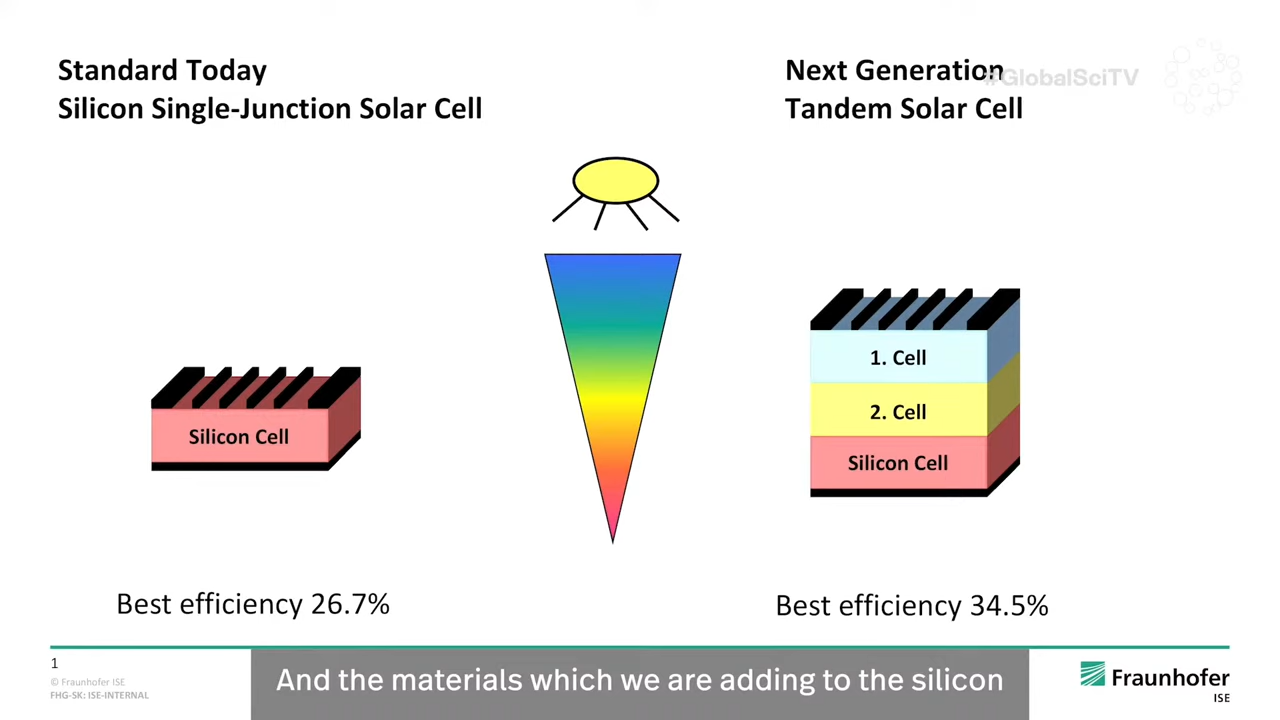 Standard Today
Silicon Single-Junction Solar Cell
Next Generation
Tandem Solar Cell
#GlobalSciTV
1. Cell
2. Cell
Silicon Cell
Silicon Cell
Best efficiency 26.7%
Best efficiency 34.5%
1
© Fraunhofer ISE
FHG-SK: ISE-INTERNAL
And the materials which we are adding to the silicon
Fraunhofer
ISE